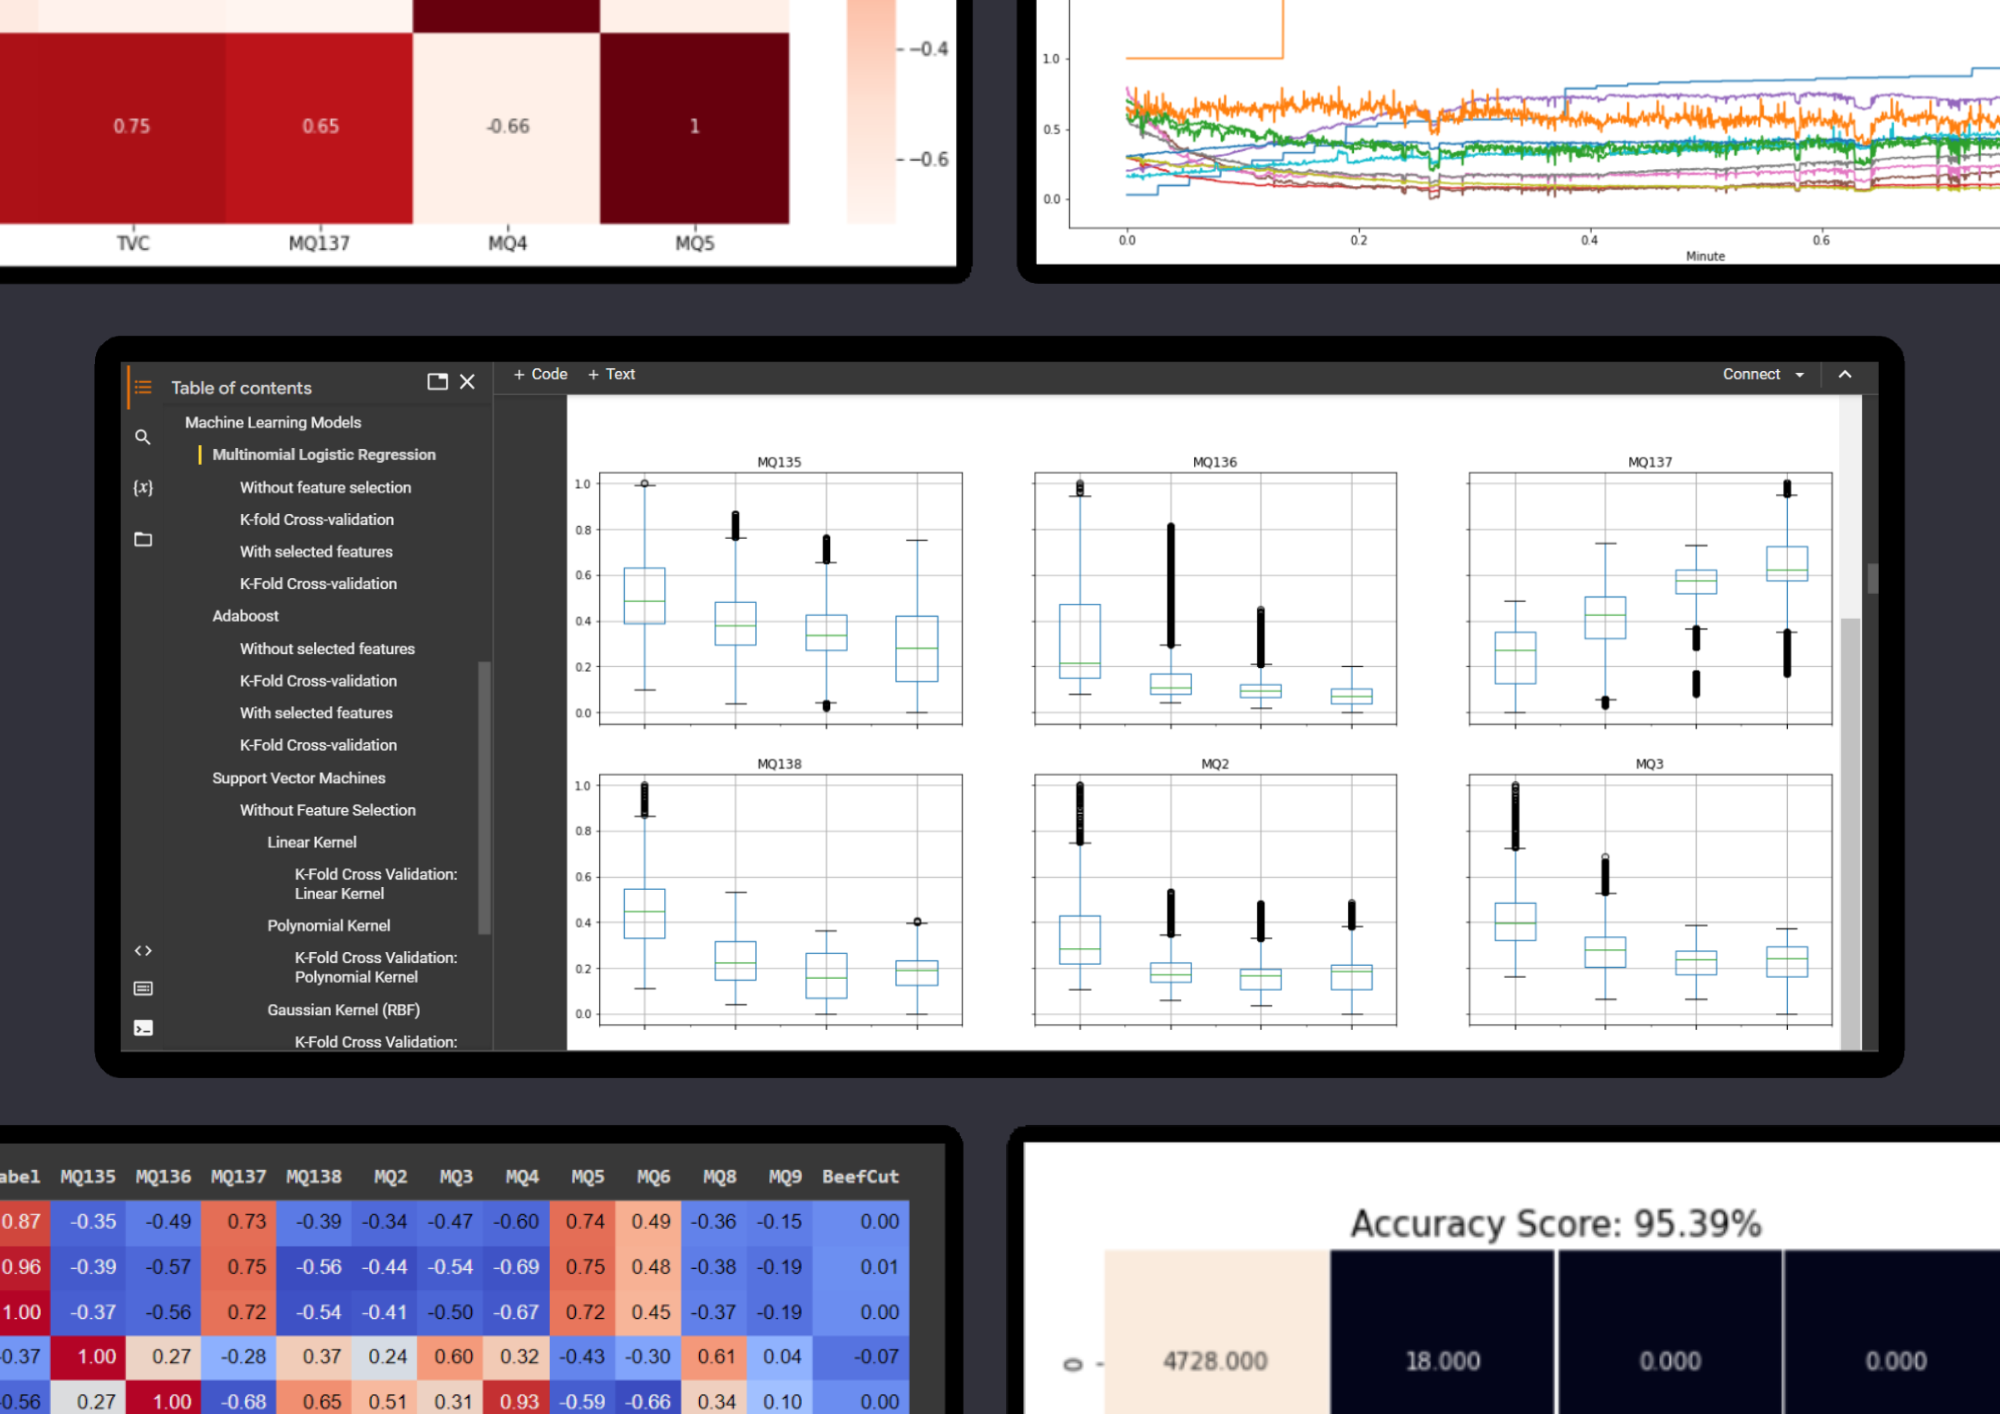 0.75 0.65 -0.66 1
−0.4
−0.6
TVC MQ137 MQ4 MQ5
1.0
0.5
0.0
0.0 0.2 0.4 0.6
Minute
Table of contents
Machine Learning Models
Multinomial Logistic Regression
Without feature selection
K-fold Cross-validation
With selected features
K-Fold Cross-validation
Adaboost
Without selected features
K-Fold Cross-validation
With selected features
K-Fold Cross-validation
Support Vector Machines
Without Feature Selection
Linear Kernel
K-Fold Cross Validation:
Linear Kernel
Polynomial Kernel
K-Fold Cross Validation:
Polynomial Kernel
Gaussian Kernel (RBF)
K-Fold Cross Validation:
{x}
+ Code + Text
Connect
MQ135 MQ136 MQ137
1.0
0.8
0.6
0.4
0.2
0.0
MQ138 MQ2 MQ3
1.0
0.8
0.6
0.4
0.2
0.0
abel MQ135 MQ136 MQ137 MQ138 MQ2 MQ3 MQ4 MQ5 MQ6 MQ8 MQ9 BeefCut
0.87 -0.35 -0.49 0.73 -0.39 -0.34 -0.47 -0.60 0.74 0.49 -0.36 -0.15 0.00
0.96 -0.39 -0.57 0.75 -0.56 -0.44 -0.54 -0.69 0.75 0.48 -0.38 -0.19 0.01
1.00 -0.37 -0.56 0.72 -0.54 -0.41 -0.50 -0.67 0.72 0.45 -0.37 -0.19 0.00
-0.37 1.00 0.27 -0.28 0.37 0.24 0.60 0.32 -0.43 -0.30 0.61 0.04 -0.07
-0.56 0.27 1.00 -0.68 0.65 0.51 0.31 0.93 -0.59 -0.66 0.34 0.10 0.00
Accuracy Score: 95.39%
0 4728.000 18.000 0.000 0.000